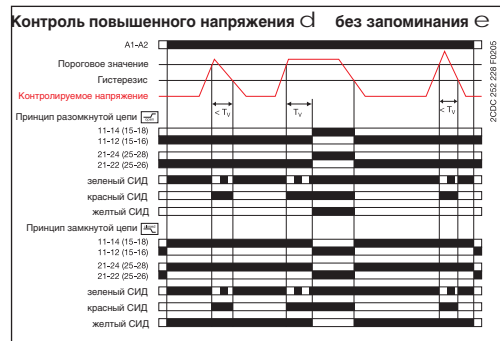 Контроль повышенного напряжения d без запоминания e
A1-A2
Пороговое значение
Гистерезис
Контролируемое напряжение
< Tv
Tv
< Tv
Принцип разомкнутой цепи
11-14 (15-18)
11-12 (15-16)
21-24 (25-28)
21-22 (25-26)
зеленый СИД
красный СИД
желтый СИД
Принцип замкнутой цепи
11-14 (15-18)
11-12 (15-16)
21-24 (25-28)
21-22 (25-26)
зеленый СИД
красный СИД
желтый СИД
2CDC 252 228 F0205